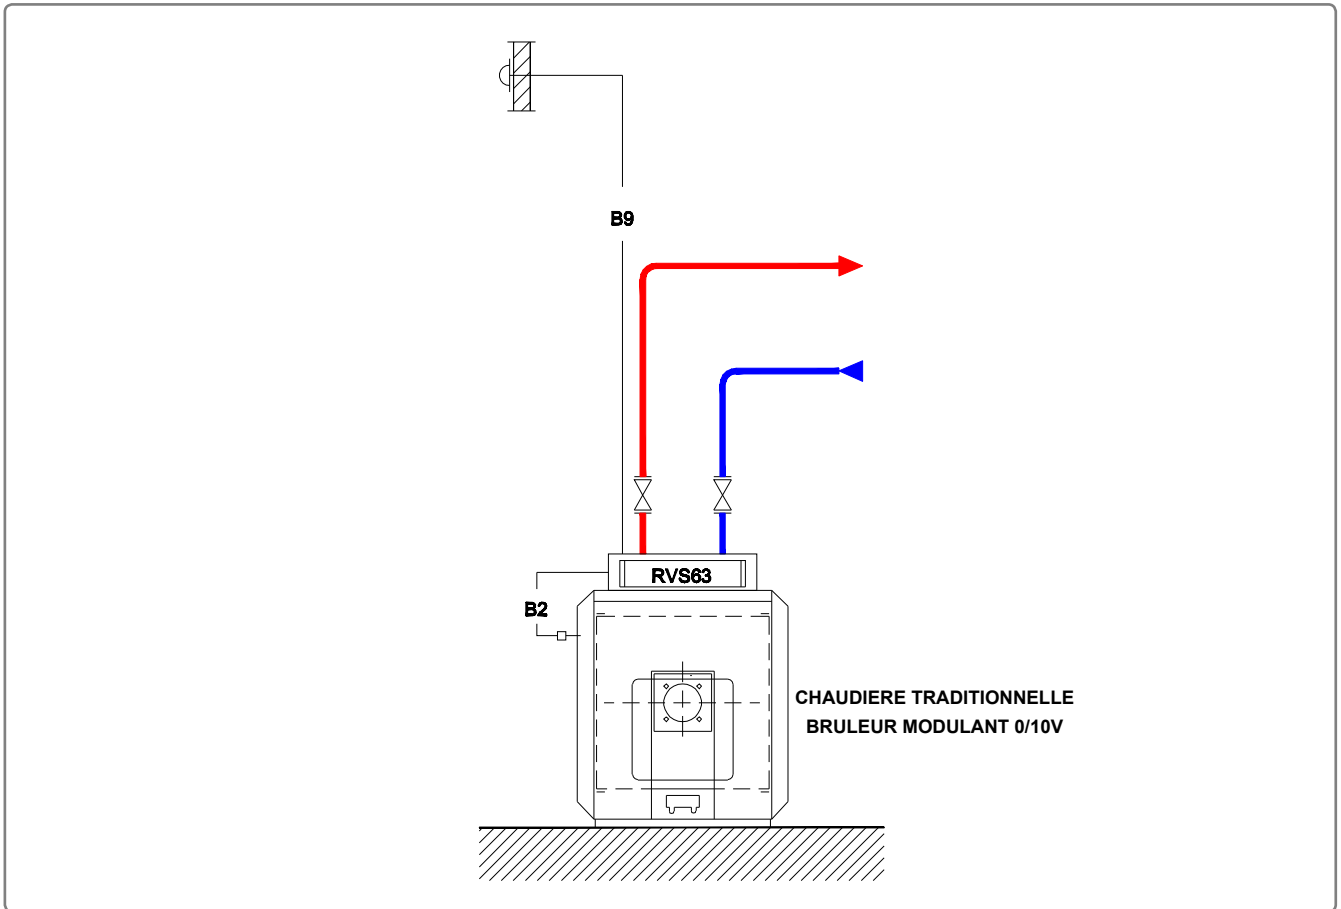 B9
RVS63
B2
CHAUDIERE TRADITIONNELLE
BRULEUR MODULANT 0/10V